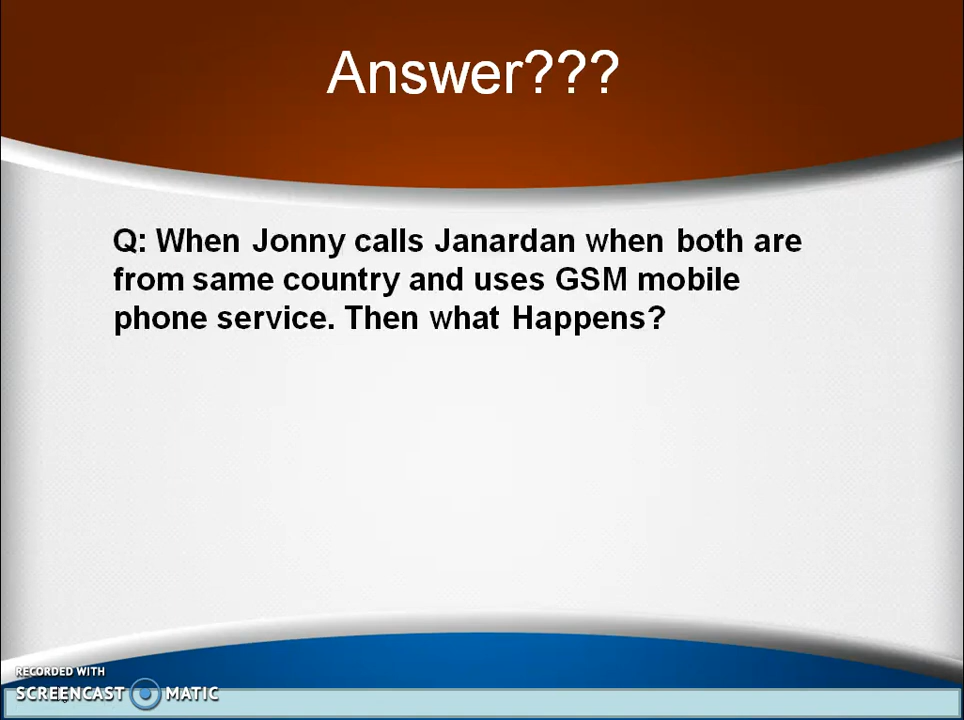 Answer???
Q: When Jonny calls Janardan when both are
from same country and uses GSM mobile
phone service. Then what Happens?
RECORDED WITH
SCREENCAST MATIC